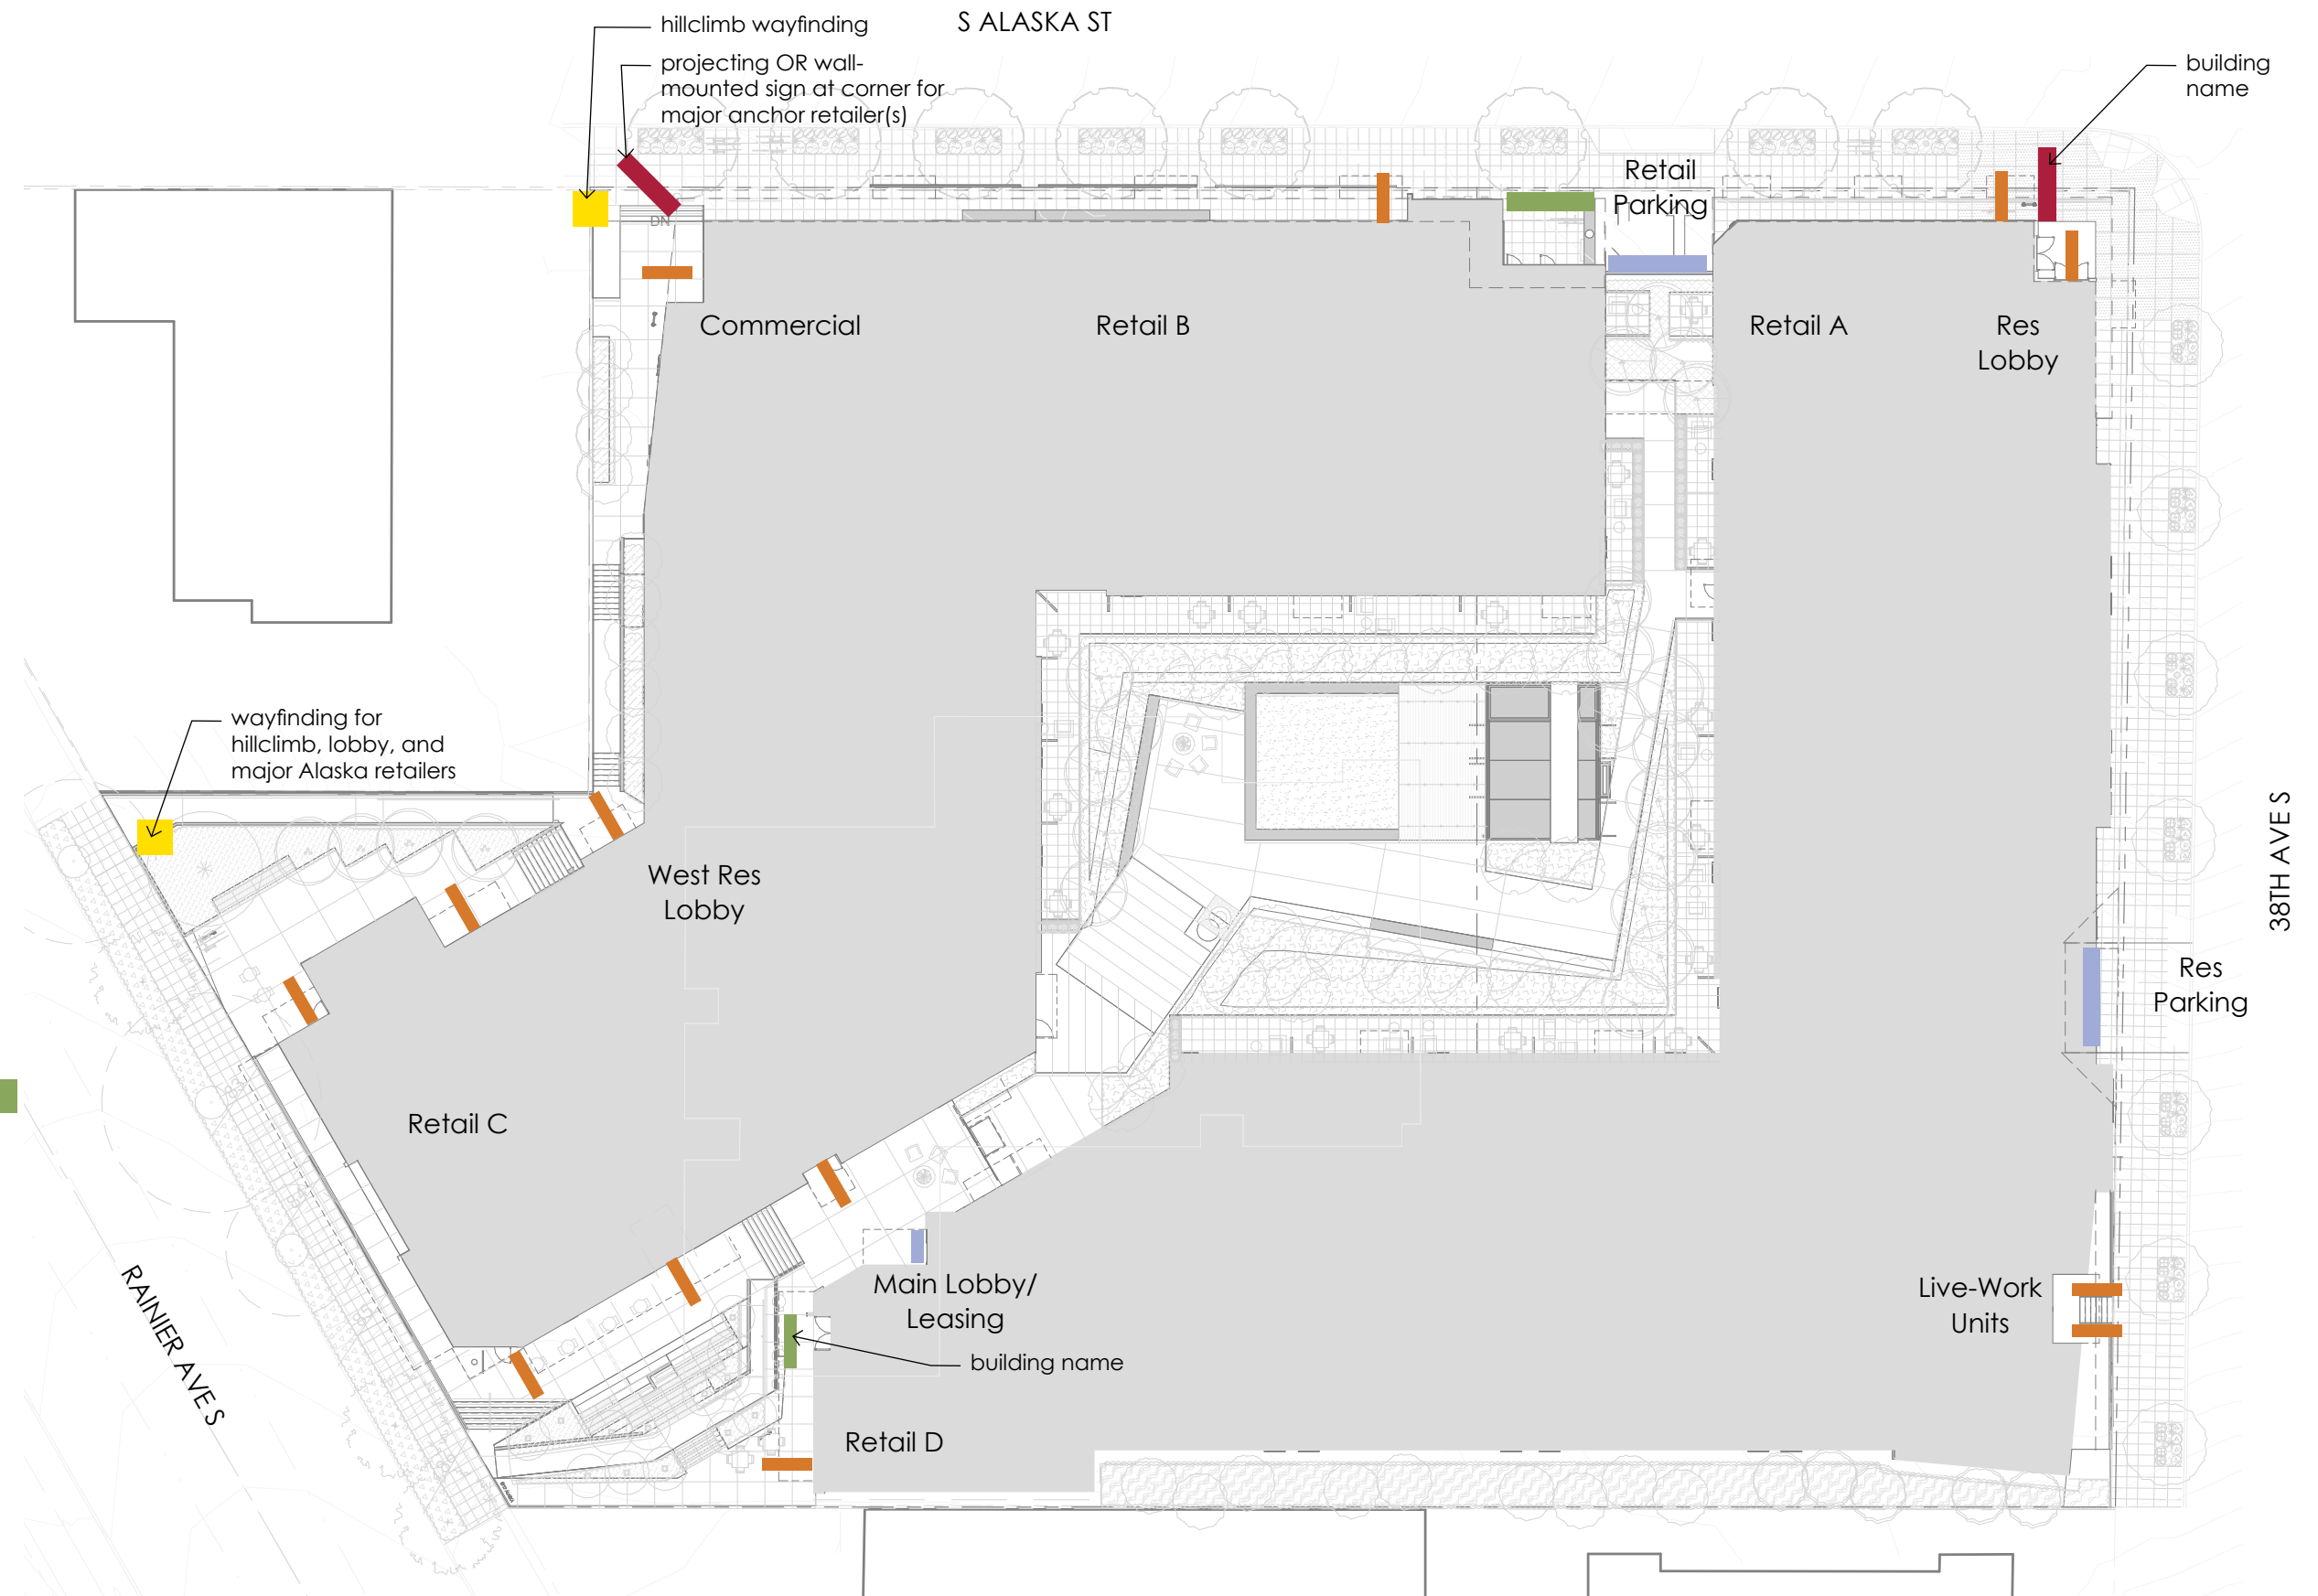 hillclimb wayfinding
S ALASKA ST
projecting OR wall-
mounted sign at corner for
major anchor retailer(s)
building
name
Retail
Parking
DN
Commercial
Retail B
Retail A
Res
Lobby
wayfinding for
hillclimb, lobby, and
major Alaska retailers
38TH AVE S
West Res
Lobby
Res
Parking
Retail C
RAINIER AVE S
Main Lobby/
Leasing
Live-Work
Units
building name
Retail D